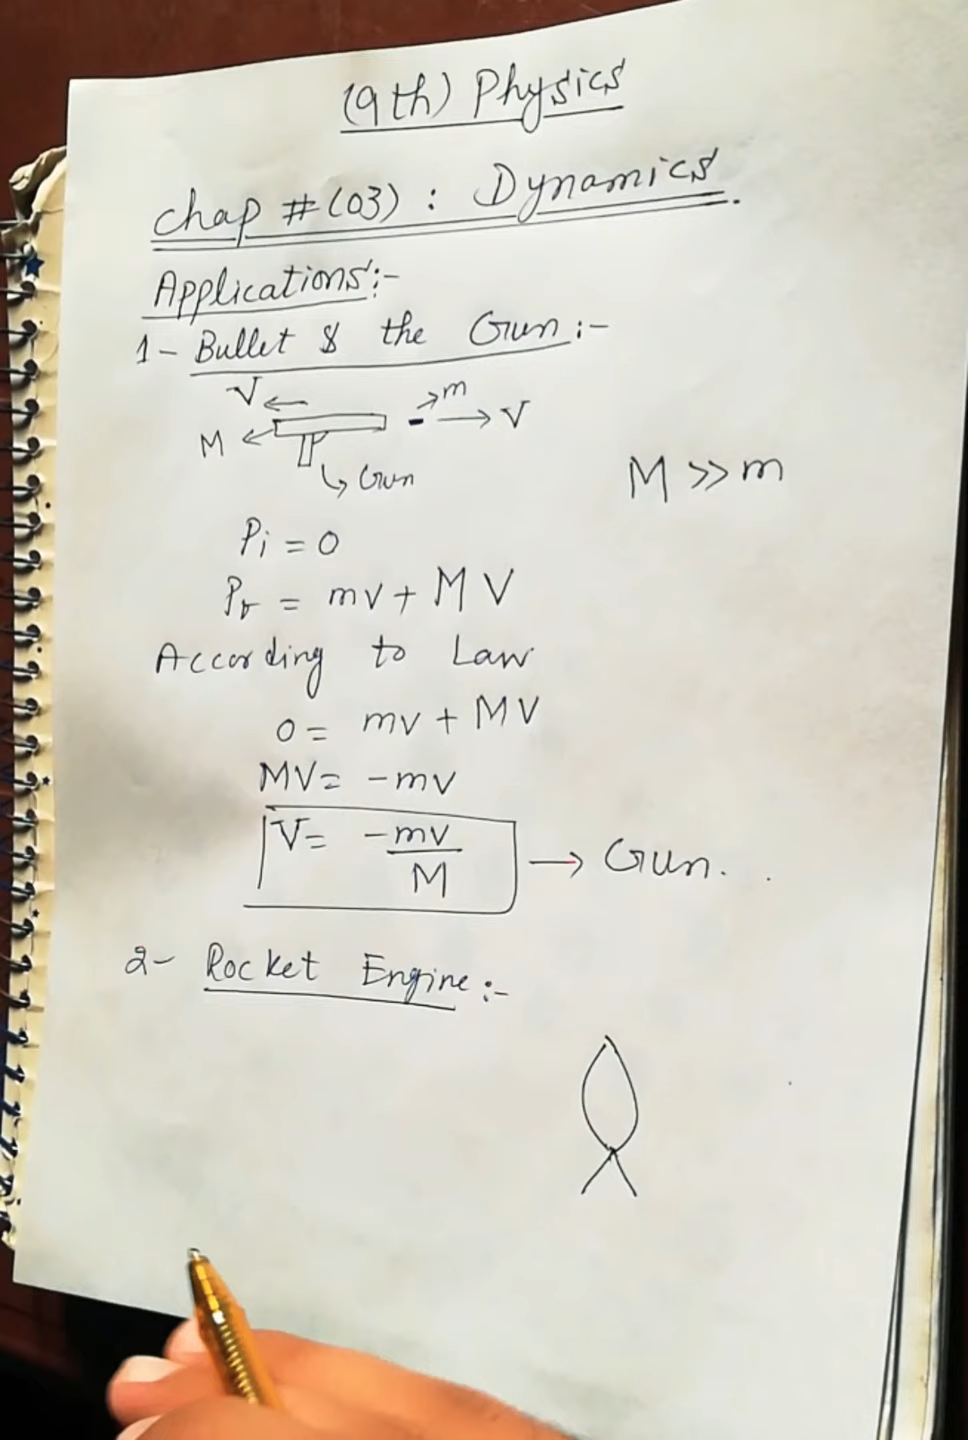 (9th) Physics
Chap # (03) : Dynamics.
Applications:-
1- Bullet & the Gun:-
V m V
M
Gun
M >> m
Pi = 0
Pf = mv + MV
According to Law
0 = mv + MV
MV = -mv
V = -mv/M → Gun.
2- Rocket Engine:-